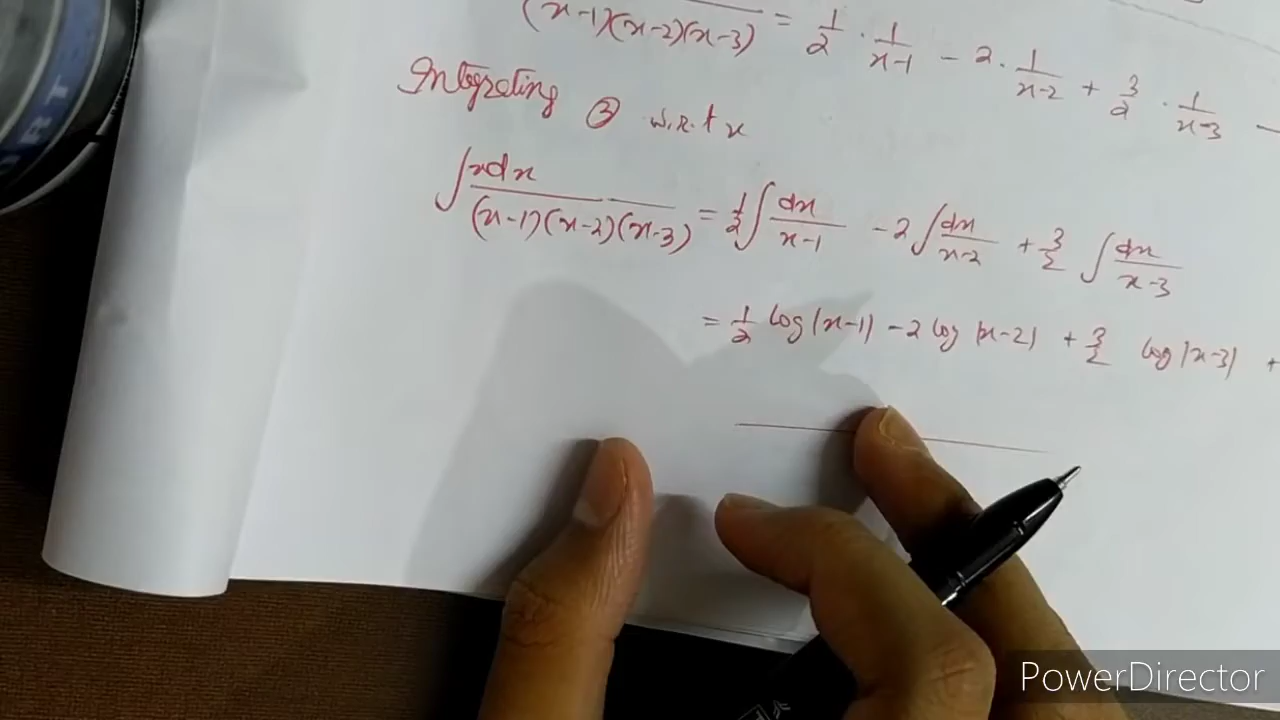 (x-1)(x-2)(x-3) = 1/2 · 1/x-1 - 2 · 1/x-2 + 3/2 · 1/x-3 -
Integrating ② w.r.t x
∫ xdx/(x-1)(x-2)(x-3) = 1/2 ∫ dx/x-1 - 2 ∫ dx/x-2 + 3/2 ∫ dx/x-3
= 1/2 log|x-1| - 2 log |x-2| + 3/2 log|x-3| +
PowerDirector